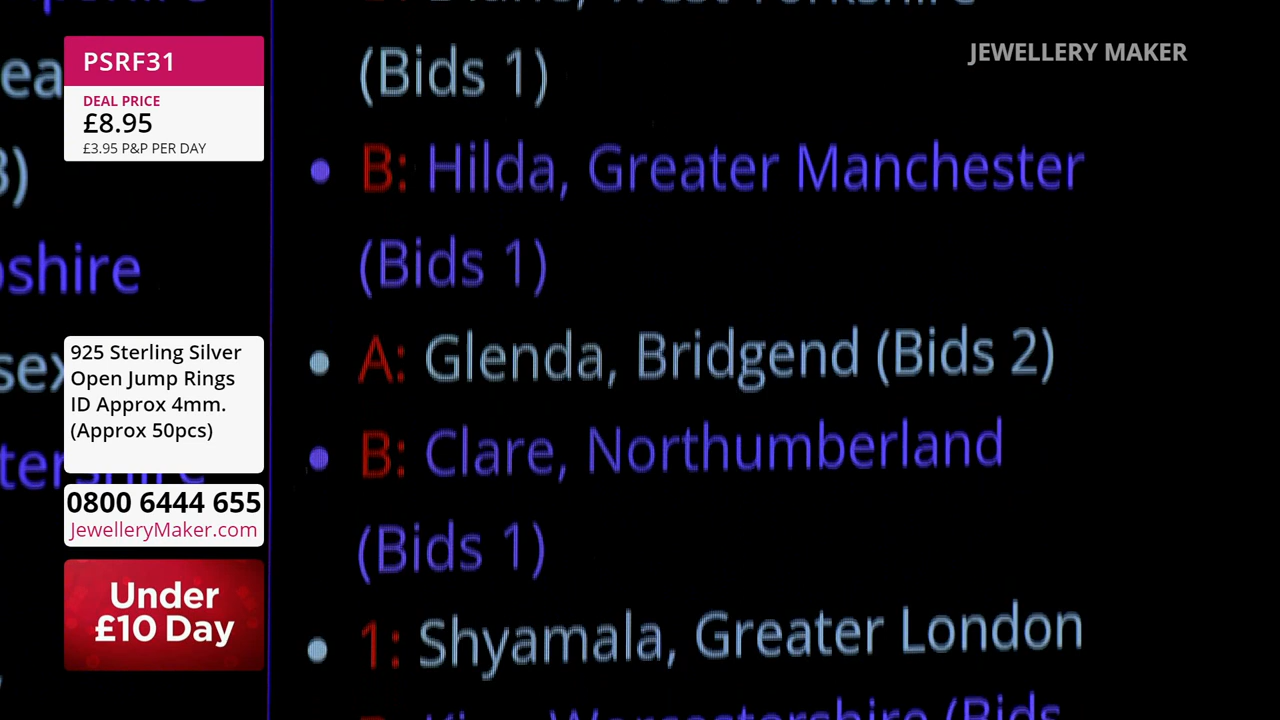 PSRF31
DEAL PRICE
£8.95
£3.95 P&P PER DAY
925 Sterling Silver
Open Jump Rings
ID Approx 4mm.
(Approx 50pcs)
0800 6444 655
JewelleryMaker.com
Under
£10 Day
JEWELLERY MAKER
(Bids 1)
• B: Hilda, Greater Manchester
(Bids 1)
• A: Glenda, Bridgend (Bids 2)
• B: Clare, Northumberland
(Bids 1)
• 1: Shyamala, Greater London
(Bids